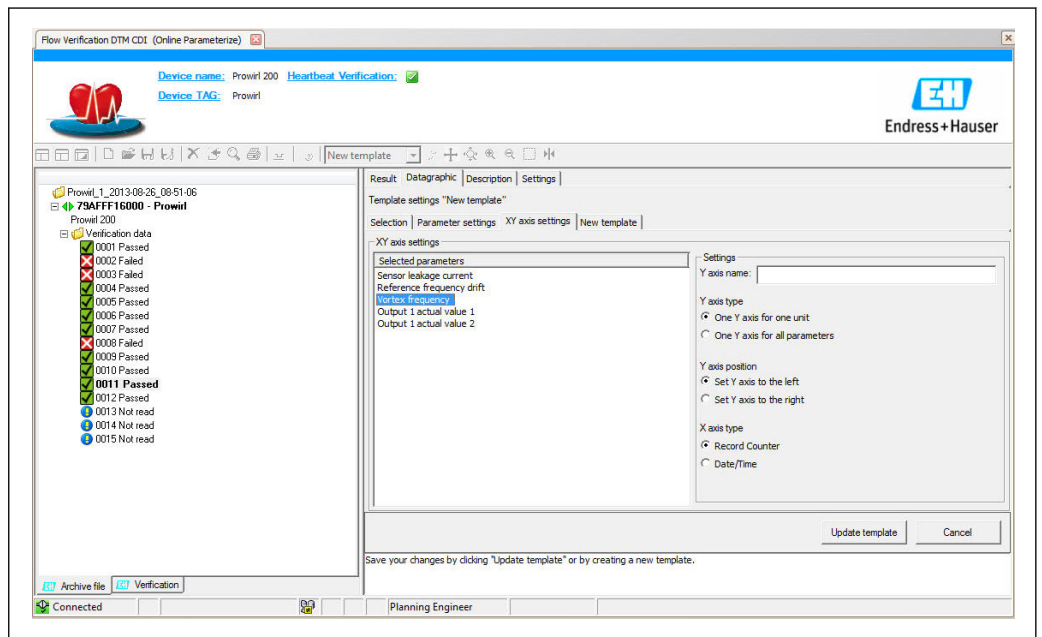 Flow Verification DTM CDI (Online Parameterize)
Device name: Prowirl 200 Heartbeat Verification:
Device TAG: Prowirl
EH
Endress+Hauser
New template
Prowirl_1_2013-08-26_08-51-06
79AFFF16000 - Prowirl
Prowirl 200
Verification data
0001 Passed
0002 Failed
0003 Failed
0004 Passed
0005 Passed
0006 Passed
0007 Passed
0008 Failed
0009 Passed
0010 Passed
0011 Passed
0012 Passed
0013 Not read
0014 Not read
0015 Not read
Archive file Verification
Result Datagraphic Description Settings
Template settings "New template"
Selection Parameter settings XY axis settings New template
XY axis settings
Selected parameters
Sensor leakage current
Reference frequency drift
Vortex frequency
Output 1 actual value 1
Output 1 actual value 2
Settings
Y axis name:
Y axis type
One Y axis for one unit
One Y axis for all parameters
Y axis position
Set Y axis to the left
Set Y axis to the right
X axis type
Record Counter
Date/Time
Update template Cancel
Save your changes by clicking "Update template" or by creating a new template.
Connected Planning Engineer